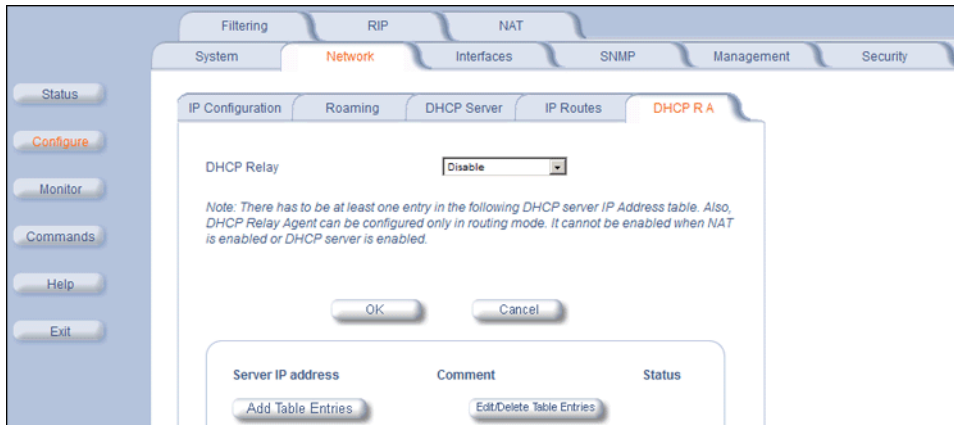 Filtering RIP NAT
System Network Interfaces SNMP Management Security
Status
IP Configuration Roaming DHCP Server IP Routes DHCP R A
Configure
DHCP Relay Disable
Monitor
Note: There has to be at least one entry in the following DHCP server IP Address table. Also,
DHCP Relay Agent can be configured only in routing mode. It cannot be enabled when NAT
is enabled or DHCP server is enabled.
Commands
Help
OK Cancel
Exit
Server IP address Comment Status
Add Table Entries Edit/Delete Table Entries